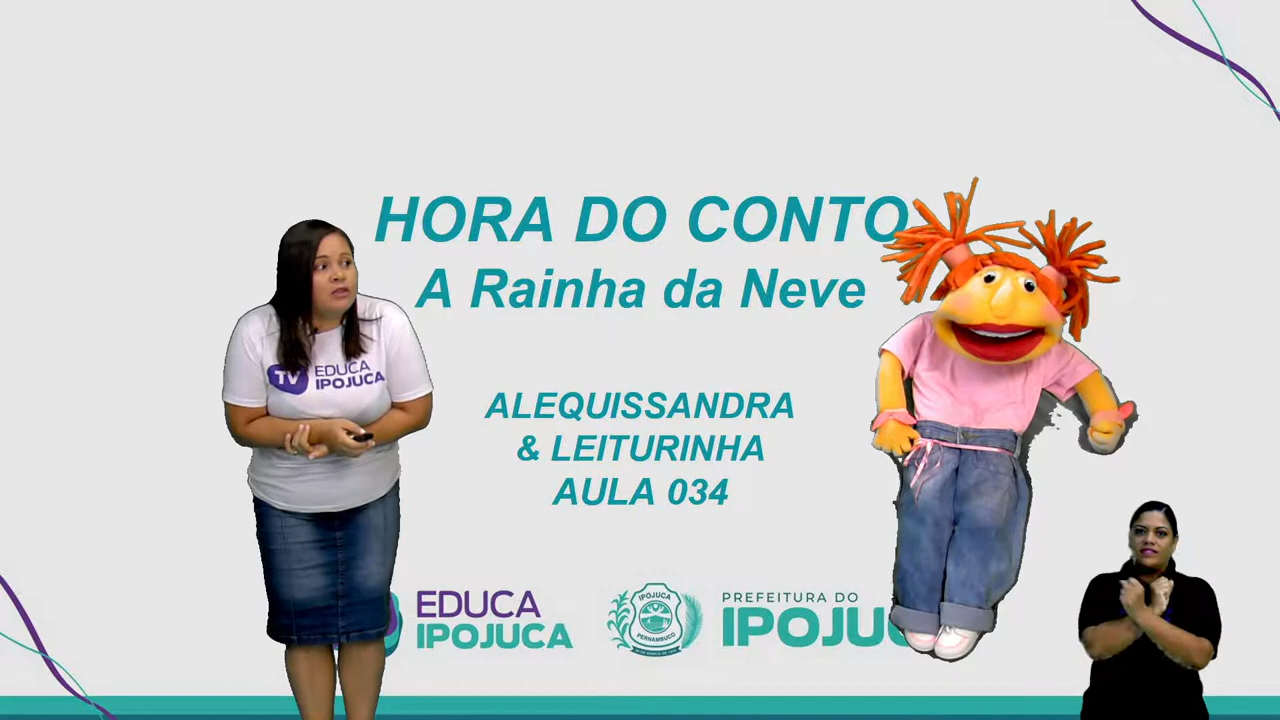 HORA DO CONTO
A Rainha da Neve
TV EDUCA
IPOJUCA
ALEQUISSANDRA
& LEITURINHA
AULA 034
EDUCA
IPOJUCA
IPOJUCA
PERNAMBUCO
PREFEITURA DO
IPOJUC